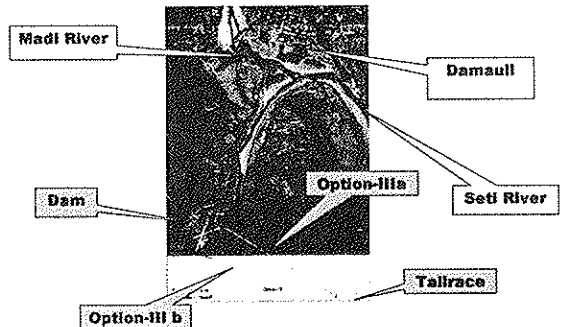 Madi River
Damauli
Option-IIIa
Seti River
Dam
Tailrace
Option-III b